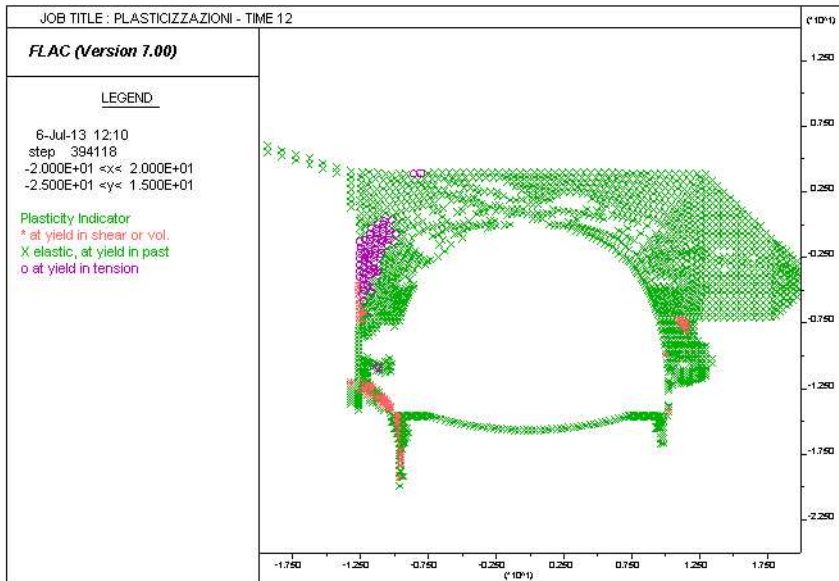 JOB TITLE : PLASTICIZZAZIONI - TIME 12
(*10^1)
FLAC (Version 7.00)
LEGEND
6-Jul-13 12:10
step 394118
-2.000E+01 <x< 2.000E+01
-2.500E+01 <y< 1.500E+01
Plasticity Indicator
* at yield in shear or vol.
X elastic, at yield in past
o at yield in tension
1.250
0.750
0.250
-0.250
-0.750
-1.250
-1.750
-2.250
-1.750 -1.250 -0.750 -0.250 0.250 0.750 1.250 1.750
(*10^1)